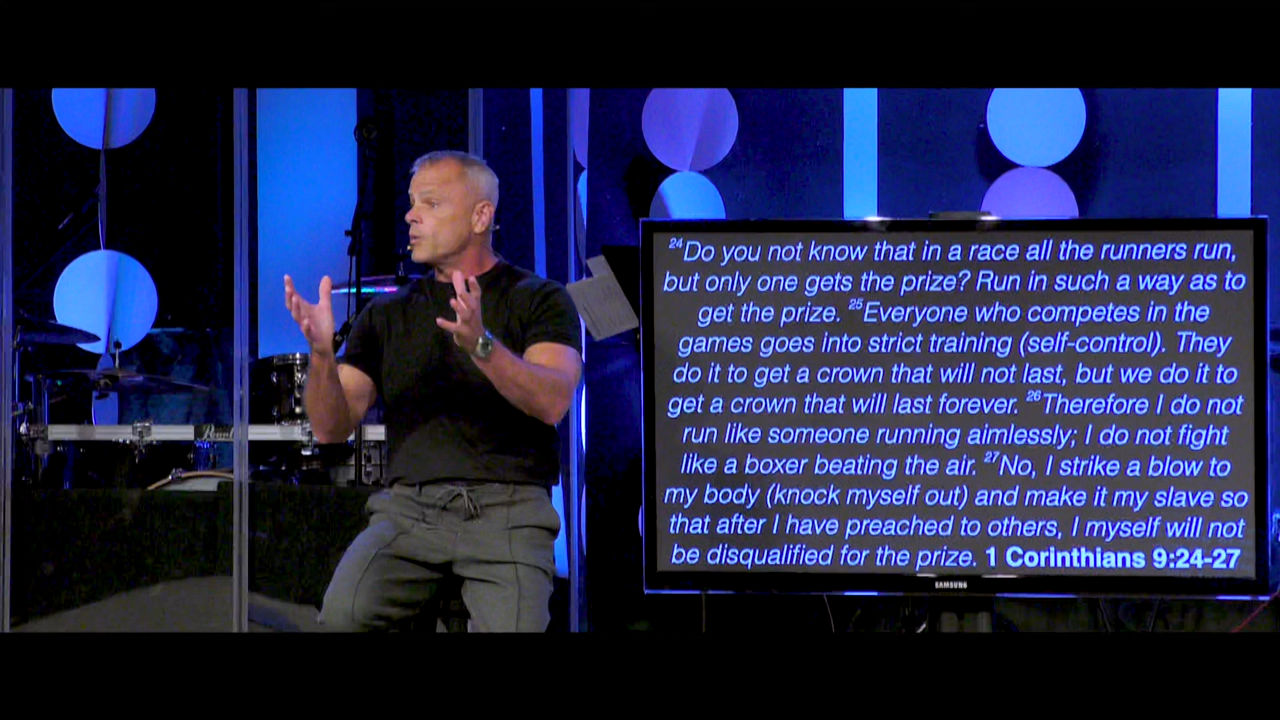 ²⁴Do you not know that in a race all the runners run,
but only one gets the prize? Run in such a way as to
get the prize. ²⁵Everyone who competes in the
games goes into strict training (self-control). They
do it to get a crown that will not last, but we do it to
get a crown that will last forever. ²⁶Therefore I do not
run like someone running aimlessly; I do not fight
like a boxer beating the air. ²⁷No, I strike a blow to
my body (knock myself out) and make it my slave so
that after I have preached to others, I myself will not
be disqualified for the prize. 1 Corinthians 9:24-27
SAMSUNG
Pearl